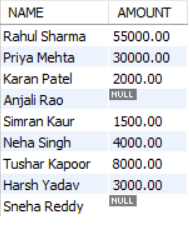 NAME AMOUNT
Rahul Sharma 55000.00
Priya Mehta 30000.00
Karan Patel 2000.00
Anjali Rao NULL
Simran Kaur 1500.00
Neha Singh 4000.00
Tushar Kapoor 8000.00
Harsh Yadav 3000.00
Sneha Reddy NULL